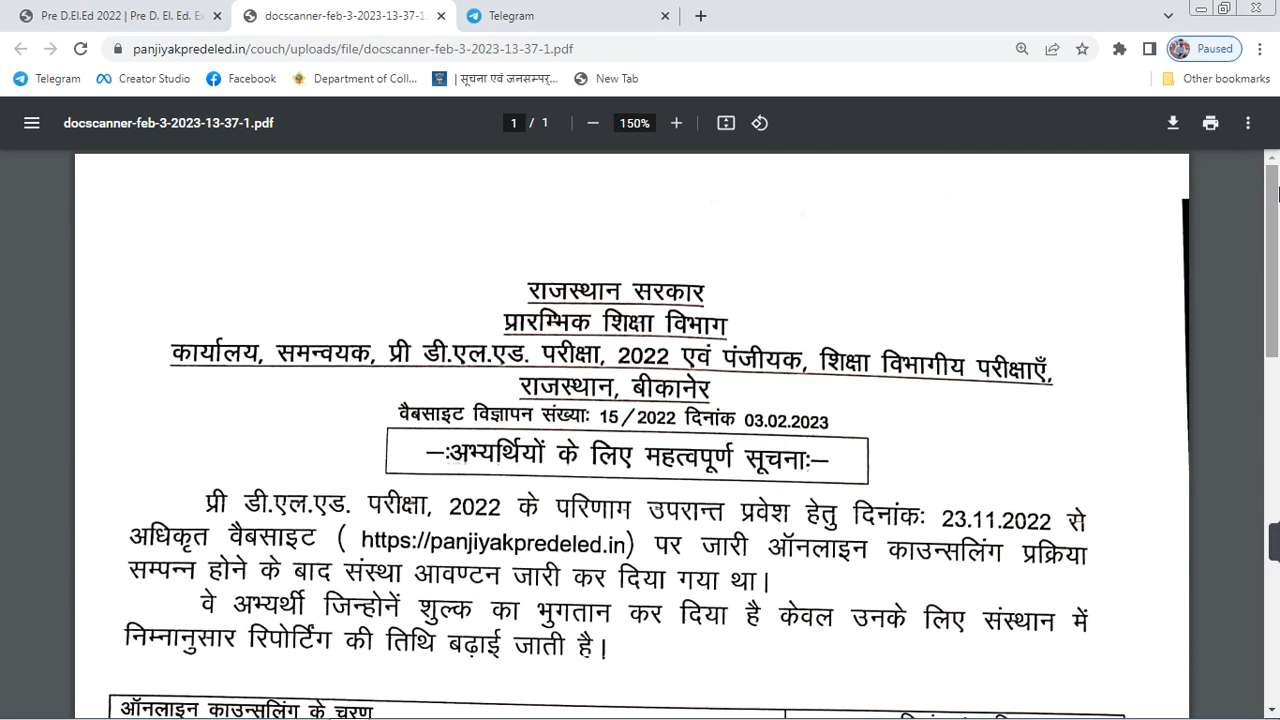 Pre D.El.Ed 2022 | Pre D. El. Ed. Ex
docscanner-feb-3-2023-13-37-1.
Telegram
panjiyakpredeled.in/couch/uploads/file/docscanner-feb-3-2023-13-37-1.pdf
Paused
Telegram
Creator Studio
Facebook
Department of Coll...
| सूचना एवं जनसम्पर्...
New Tab
Other bookmarks
docscanner-feb-3-2023-13-37-1.pdf
1 / 1
150%
राजस्थान सरकार
प्रारम्भिक शिक्षा विभाग
कार्यालय, समन्वयक, प्री डी.एल.एड. परीक्षा, 2022 एवं पंजीयक, शिक्षा विभागीय परीक्षाएँ,
राजस्थान, बीकानेर
वैबसाइट विज्ञापन संख्याः 15/2022 दिनांक 03.02.2023
–ःअभ्यर्थियों के लिए महत्वपूर्ण सूचनाः–
प्री डी.एल.एड. परीक्षा, 2022 के परिणाम उपरान्त प्रवेश हेतु दिनांकः 23.11.2022 से
अधिकृत वैबसाइट ( https://panjiyakpredeled.in) पर जारी ऑनलाइन काउन्सलिंग प्रक्रिया
सम्पन्न होने के बाद संस्था आवण्टन जारी कर दिया गया था।
वे अभ्यर्थी जिन्होनें शुल्क का भुगतान कर दिया है केवल उनके लिए संस्थान में
निम्नानुसार रिपोर्टिंग की तिथि बढ़ाई जाती है।
ऑनलाइन काउन्सलिंग के चरण